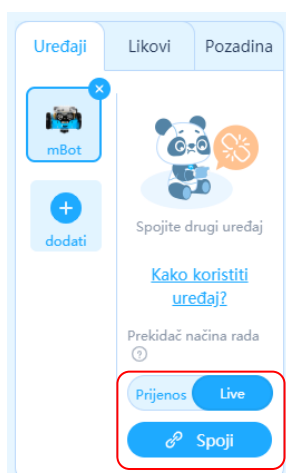 Uređaji Likovi Pozadina
mBot
dodati
Spojite drugi uređaj
Kako koristiti
uređaj?
Prekidač načina rada
?
Prijenos Live
Spoji